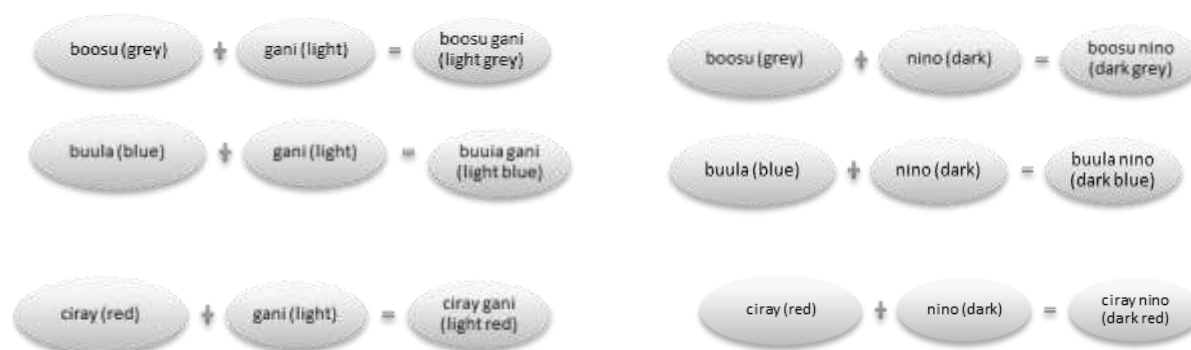 boosu (grey) + gani (light) = boosu gani
(light grey)
buula (blue) + gani (light) = buuia gani
(light blue)
ciray (red) + gani (light) = ciray gani
(light red)
boosu (grey) + nino (dark) = boosu nino
(dark grey)
buula (blue) + nino (dark) = buula nino
(dark blue)
ciray (red) + nino (dark) = ciray nino
(dark red)